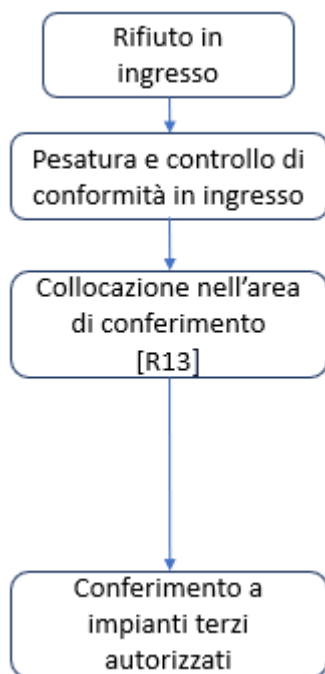 Rifiuto in
ingresso
Pesatura e controllo di
conformità in ingresso
Collocazione nell'area
di conferimento
[R13]
Conferimento a
impianti terzi
autorizzati